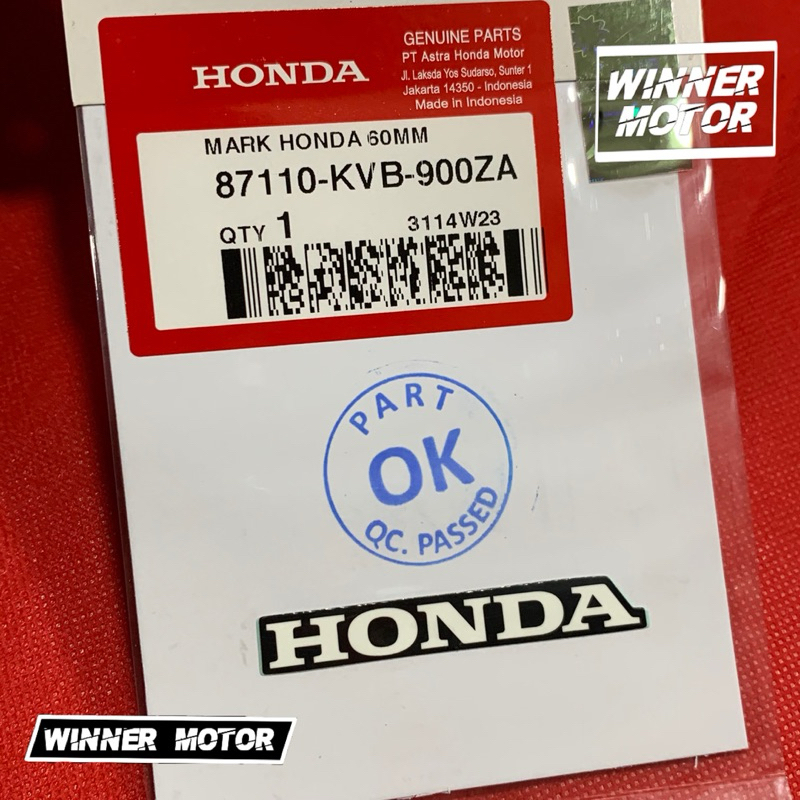 HONDA
GENUINE PARTS
PT Astra Honda Motor
Jl. Laksda Yos Sudarso, Sunter 1
Jakarta 14350 - Indonesia
Made in Indonesia
WINNER
MOTOR
MARK HONDA 60MM
87110-KVB-900ZA
QTY 1 3114W23
PART
OK
QC. PASSED
HONDA
WINNER MOTOR